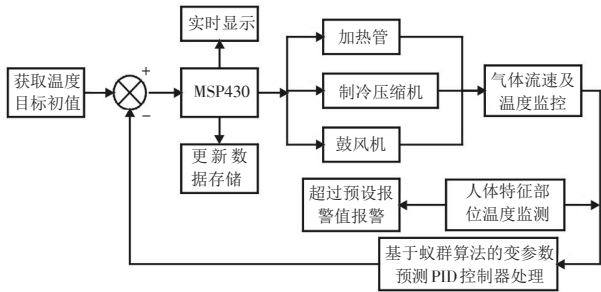 实时显示
加热管
获取温度
目标初值
+
−
MSP430
制冷压缩机
气体流速及
温度监控
更新数
据存储
鼓风机
超过预设报
警值报警
人体特征部
位温度监测
基于蚁群算法的变参数
预测PID控制器处理